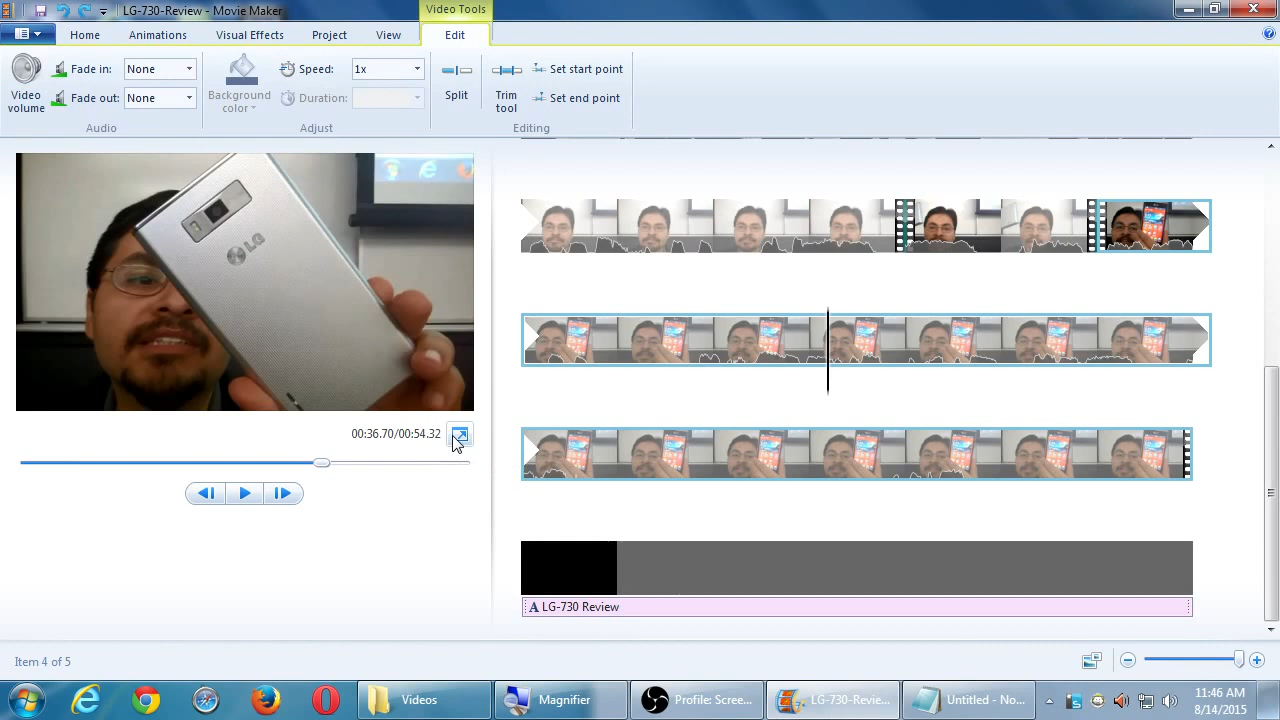 LG-730-Review - Movie Maker
Video Tools
Home Animations Visual Effects Project View Edit
Fade in: None
Speed: 1x
Set start point
Video volume
Fade out: None
Background color
Duration:
Split
Trim tool
Set end point
Audio Adjust Editing
LG
00:36.70/00:54.32
A LG-730 Review
Item 4 of 5
Videos Magnifier Profile: Scree... LG-730-Revie... Untitled - No...
11:46 AM
8/14/2015